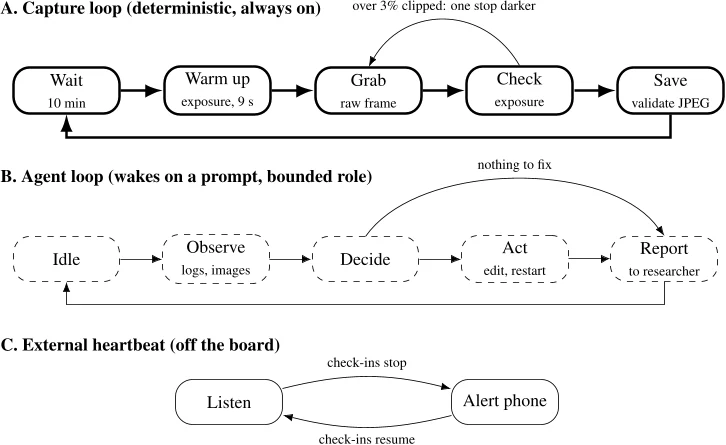 A. Capture loop (deterministic, always on)
over 3% clipped: one stop darker
Wait
10 min
Warm up
exposure, 9 s
Grab
raw frame
Check
exposure
Save
validate JPEG
B. Agent loop (wakes on a prompt, bounded role)
nothing to fix
Idle
Observe
logs, images
Decide
Act
edit, restart
Report
to researcher
C. External heartbeat (off the board)
check-ins stop
Listen
Alert phone
check-ins resume